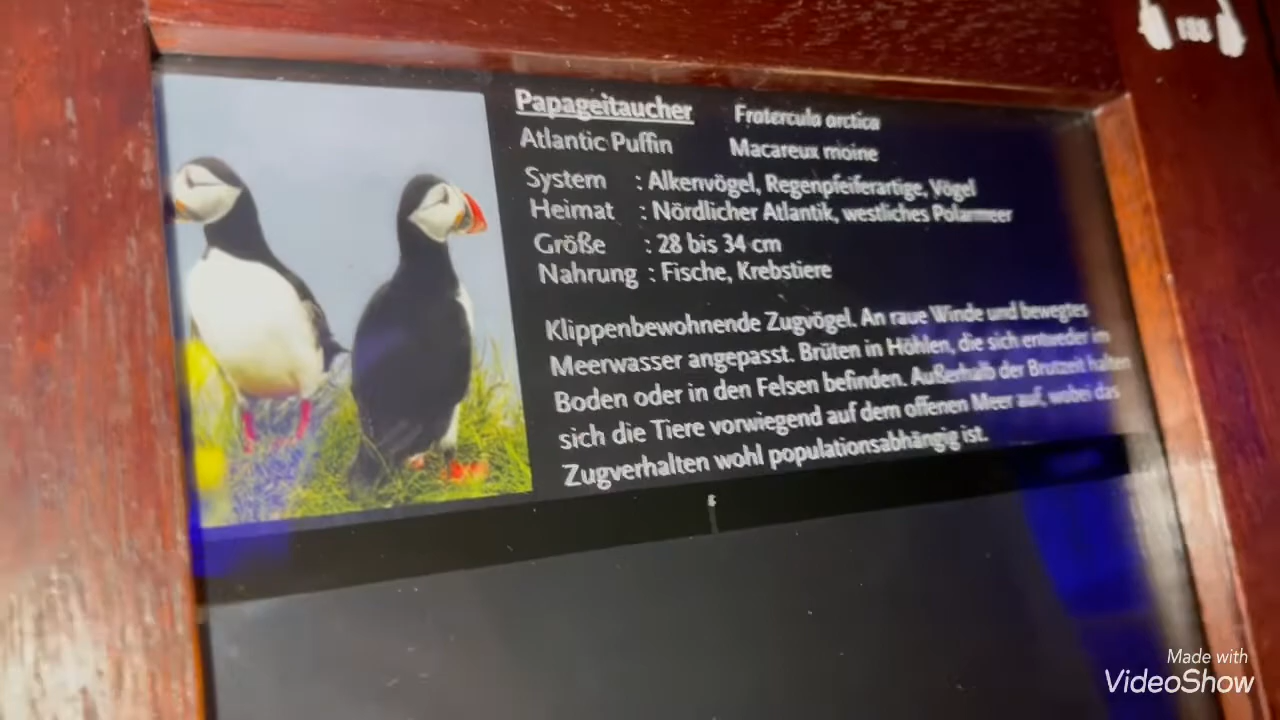 Papageitaucher Fratercula arctica
Atlantic Puffin Macareux moine
System : Alkenvögel, Regenpfeiferartige, Vögel
Heimat : Nördlicher Atlantik, westliches Polarmeer
Größe : 28 bis 34 cm
Nahrung : Fische, Krebstiere
Klippenbewohnende Zugvögel. An raue Winde und bewegtes
Meerwasser angepasst. Brüten in Höhlen, die sich entweder im
Boden oder in den Felsen befinden. Außerhalb der Brutzeit halten
sich die Tiere vorwiegend auf dem offenen Meer auf, wobei das
Zugverhalten wohl populationsabhängig ist.
Made with
VideoShow